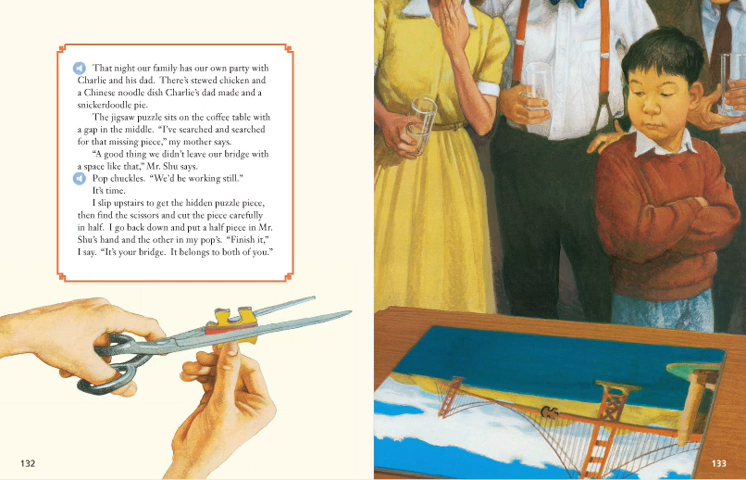 That night our family has our own party with
Charlie and his dad. There's stewed chicken and
a Chinese noodle dish Charlie's dad made and a
snickerdoodle pie.
The jigsaw puzzle sits on the coffee table with
a gap in the middle. "I've searched and searched
for that missing piece," my mother says.
"A good thing we didn't leave our bridge with
a space like that," Mr. Shu says.
Pop chuckles. "We'd be working still."
It's time.
I slip upstairs to get the hidden puzzle piece,
then find the scissors and cut the piece carefully
in half. I go back down and put a half piece in Mr.
Shu's hand and the other in my pop's. "Finish it,"
I say. "It's your bridge. It belongs to both of you."
132
133